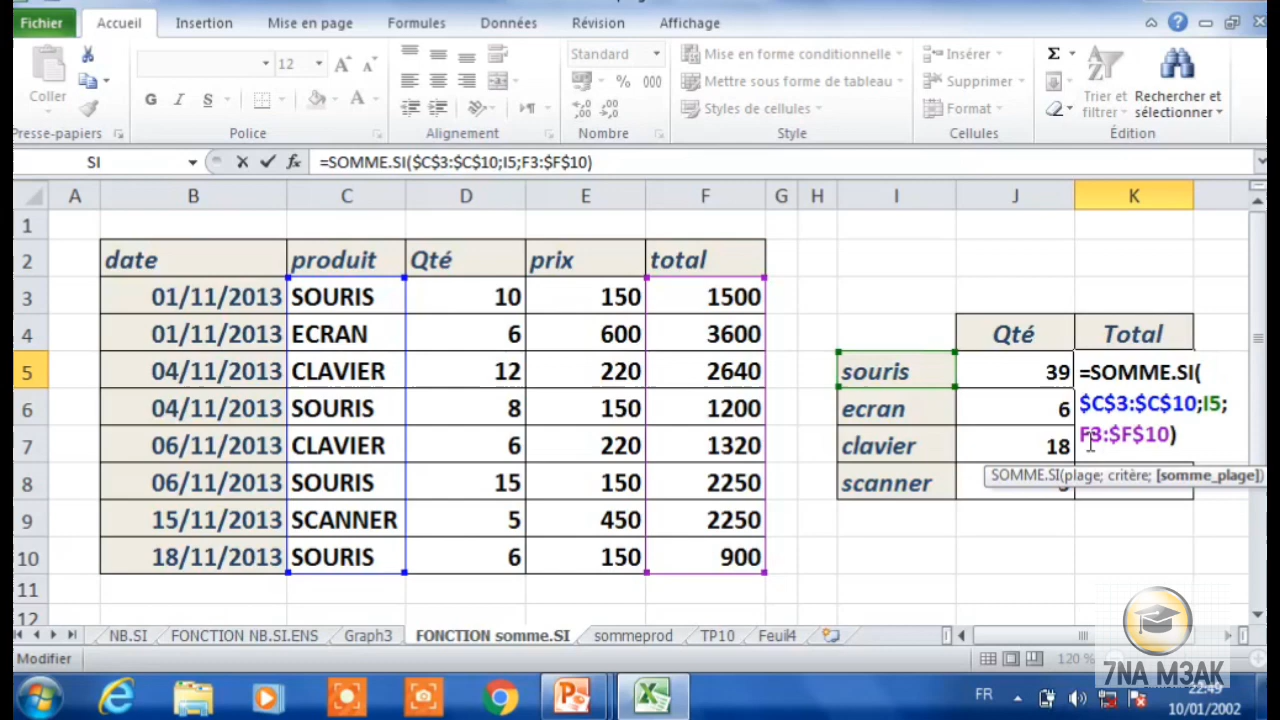 Fichier Accueil Insertion Mise en page Formules Données Révision Affichage
Coller
Presse-papiers
12
G I S
Police
Alignement
Standard
% 000
Nombre
Mise en forme conditionnelle
Mettre sous forme de tableau
Styles de cellules
Style
Insérer
Supprimer
Format
Cellules
Σ
Trier et filtrer
Rechercher et sélectionner
Édition
SI fx =SOMME.SI($C$3:$C$10;I5;F3:$F$10)
A B C D E F G H I J K
1
2 date produit Qté prix total
3 01/11/2013 SOURIS 10 150 1500
4 01/11/2013 ECRAN 6 600 3600 Qté Total
5 04/11/2013 CLAVIER 12 220 2640 souris 39 =SOMME.SI(
$C$3:$C$10;I5;
6 04/11/2013 SOURIS 8 150 1200 ecran 6
F3:$F$10)
7 06/11/2013 CLAVIER 6 220 1320 clavier 18
SOMME.SI(plage; critère; [somme_plage])
8 06/11/2013 SOURIS 15 150 2250 scanner
9 15/11/2013 SCANNER 5 450 2250
10 18/11/2013 SOURIS 6 150 900
11
12
NB.SI FONCTION NB.SI.ENS Graph3 FONCTION somme.SI sommeprod TP10 Feuil4
Modifier 120 %
7NA M3AK
FR 22:49
10/01/2002